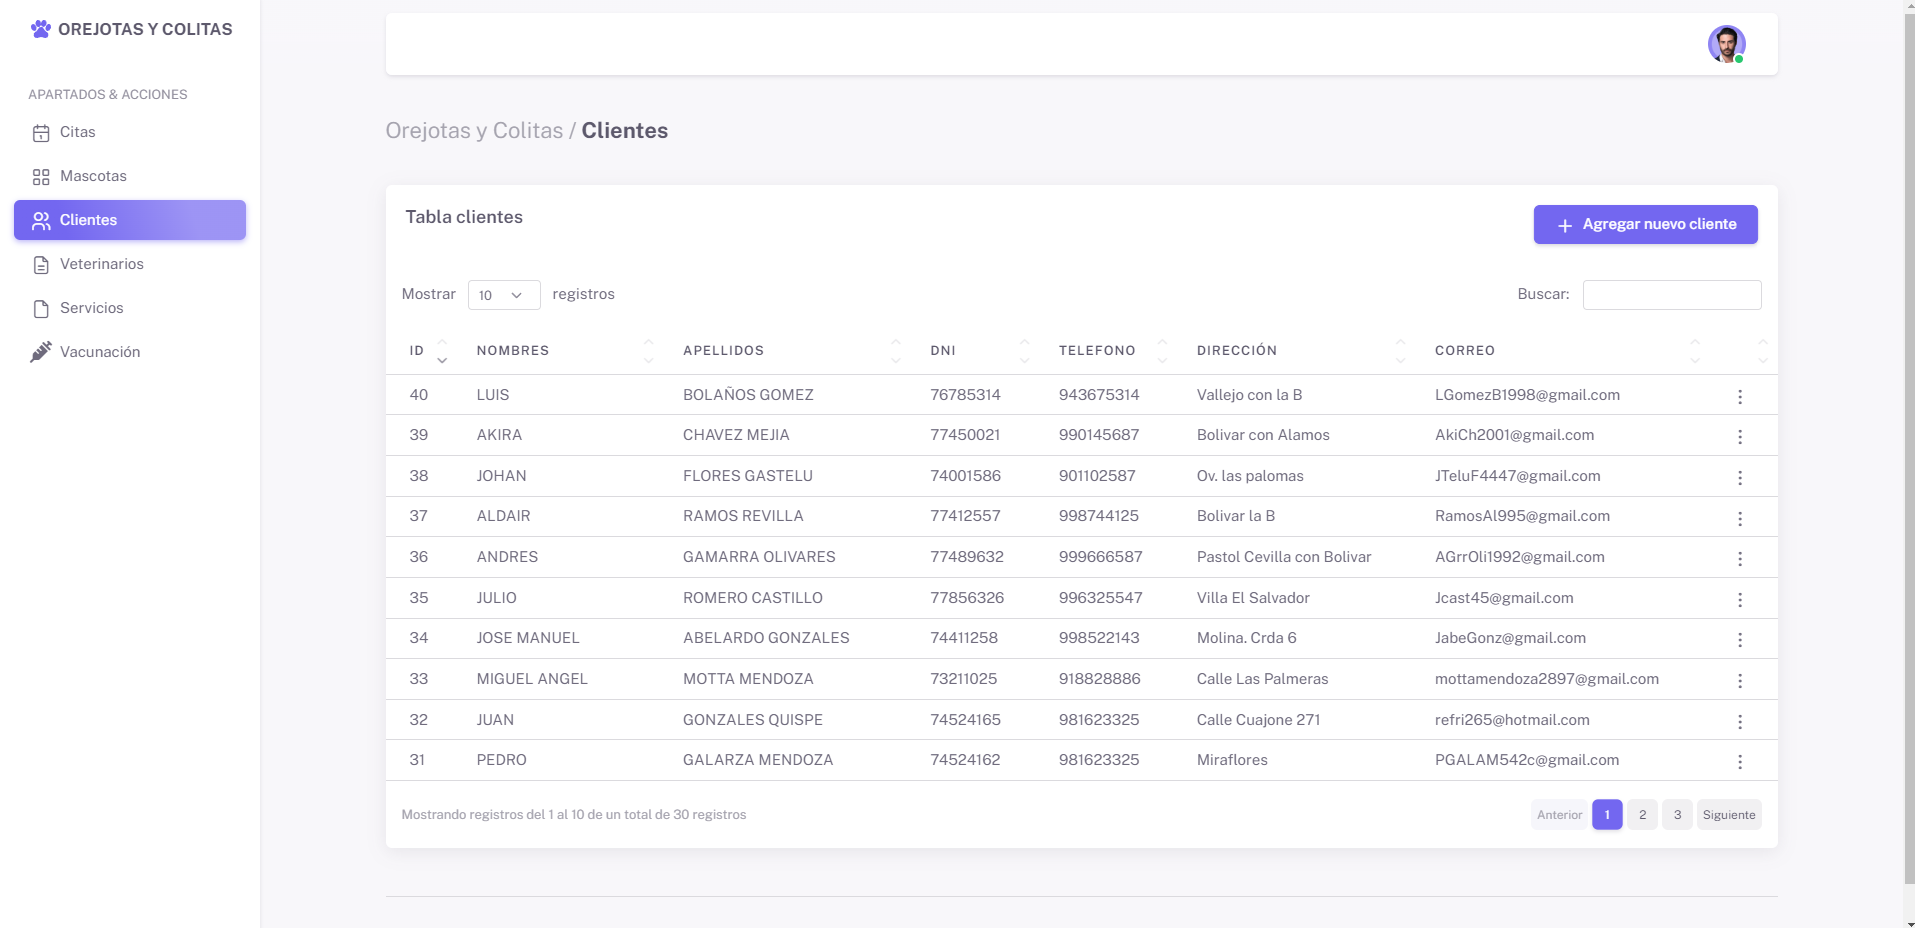 OREJOTAS Y COLITAS
APARTADOS & ACCIONES
Citas
Mascotas
Clientes
Veterinarios
Servicios
Vacunación
Orejotas y Colitas / Clientes
Tabla clientes
Agregar nuevo cliente
Mostrar 10 registros
Buscar:
ID NOMBRES APELLIDOS DNI TELEFONO DIRECCIÓN CORREO
40 LUIS BOLAÑOS GOMEZ 76785314 943675314 Vallejo con la B LGomezB1998@gmail.com
39 AKIRA CHAVEZ MEJIA 77450021 990145687 Bolivar con Alamos AkiCh2001@gmail.com
38 JOHAN FLORES GASTELU 74001586 901102587 Ov. las palomas JTeluF4447@gmail.com
37 ALDAIR RAMOS REVILLA 77412557 998744125 Bolivar la B RamosAl995@gmail.com
36 ANDRES GAMARRA OLIVARES 77489632 999666587 Pastol Cevilla con Bolivar AGrrOli1992@gmail.com
35 JULIO ROMERO CASTILLO 77856326 996325547 Villa El Salvador Jcast45@gmail.com
34 JOSE MANUEL ABELARDO GONZALES 74411258 998522143 Molina. Crda 6 JabeGonz@gmail.com
33 MIGUEL ANGEL MOTTA MENDOZA 73211025 918828886 Calle Las Palmeras mottamendoza2897@gmail.com
32 JUAN GONZALES QUISPE 74524165 981623325 Calle Cuajone 271 refri265@hotmail.com
31 PEDRO GALARZA MENDOZA 74524162 981623325 Miraflores PGALAM542c@gmail.com
Mostrando registros del 1 al 10 de un total de 30 registros
Anterior 1 2 3 Siguiente